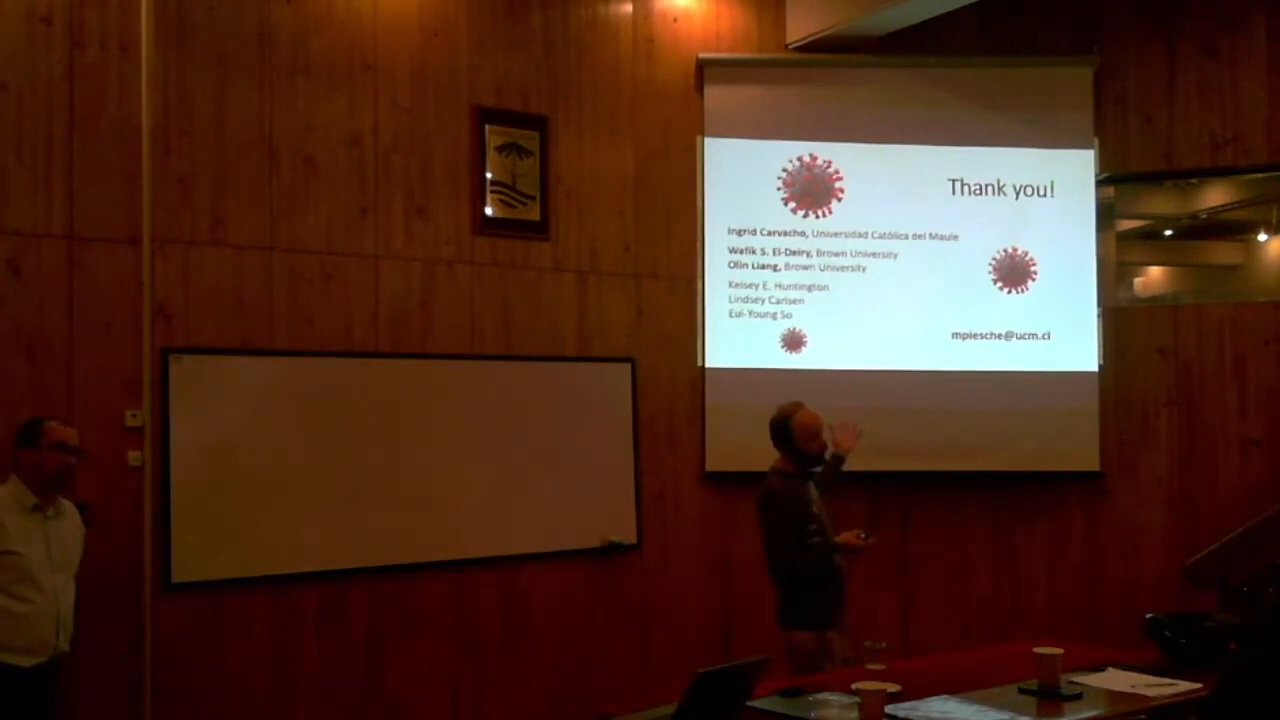 Thank you!
Ingrid Carvacho, Universidad Católica del Maule
Wafik S. El-Deiry, Brown University
Olin Liang, Brown University
Kelsey E. Huntington
Lindsey Carlsen
Eui-Young So
mpiesche@ucm.cl